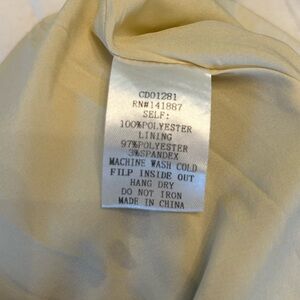 CD01281
RN#141887
SELF:
100%POLYESTER
LINING
97%POLYESTER
3%SPANDEX
MACHINE WASH COLD
FILP INSIDE OUT
HANG DRY
DO NOT IRON
MADE IN CHINA